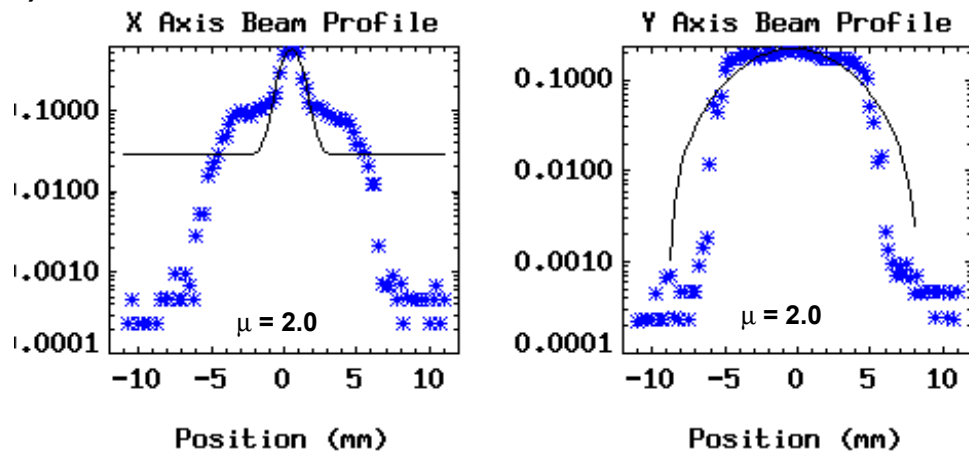 X Axis Beam Profile
.1000
.0100
.0010
.0001
μ = 2.0
-10 -5 0 5 10
Position (mm)
Y Axis Beam Profile
0.1000
0.0100
0.0010
0.0001
μ = 2.0
-10 -5 0 5 10
Position (mm)